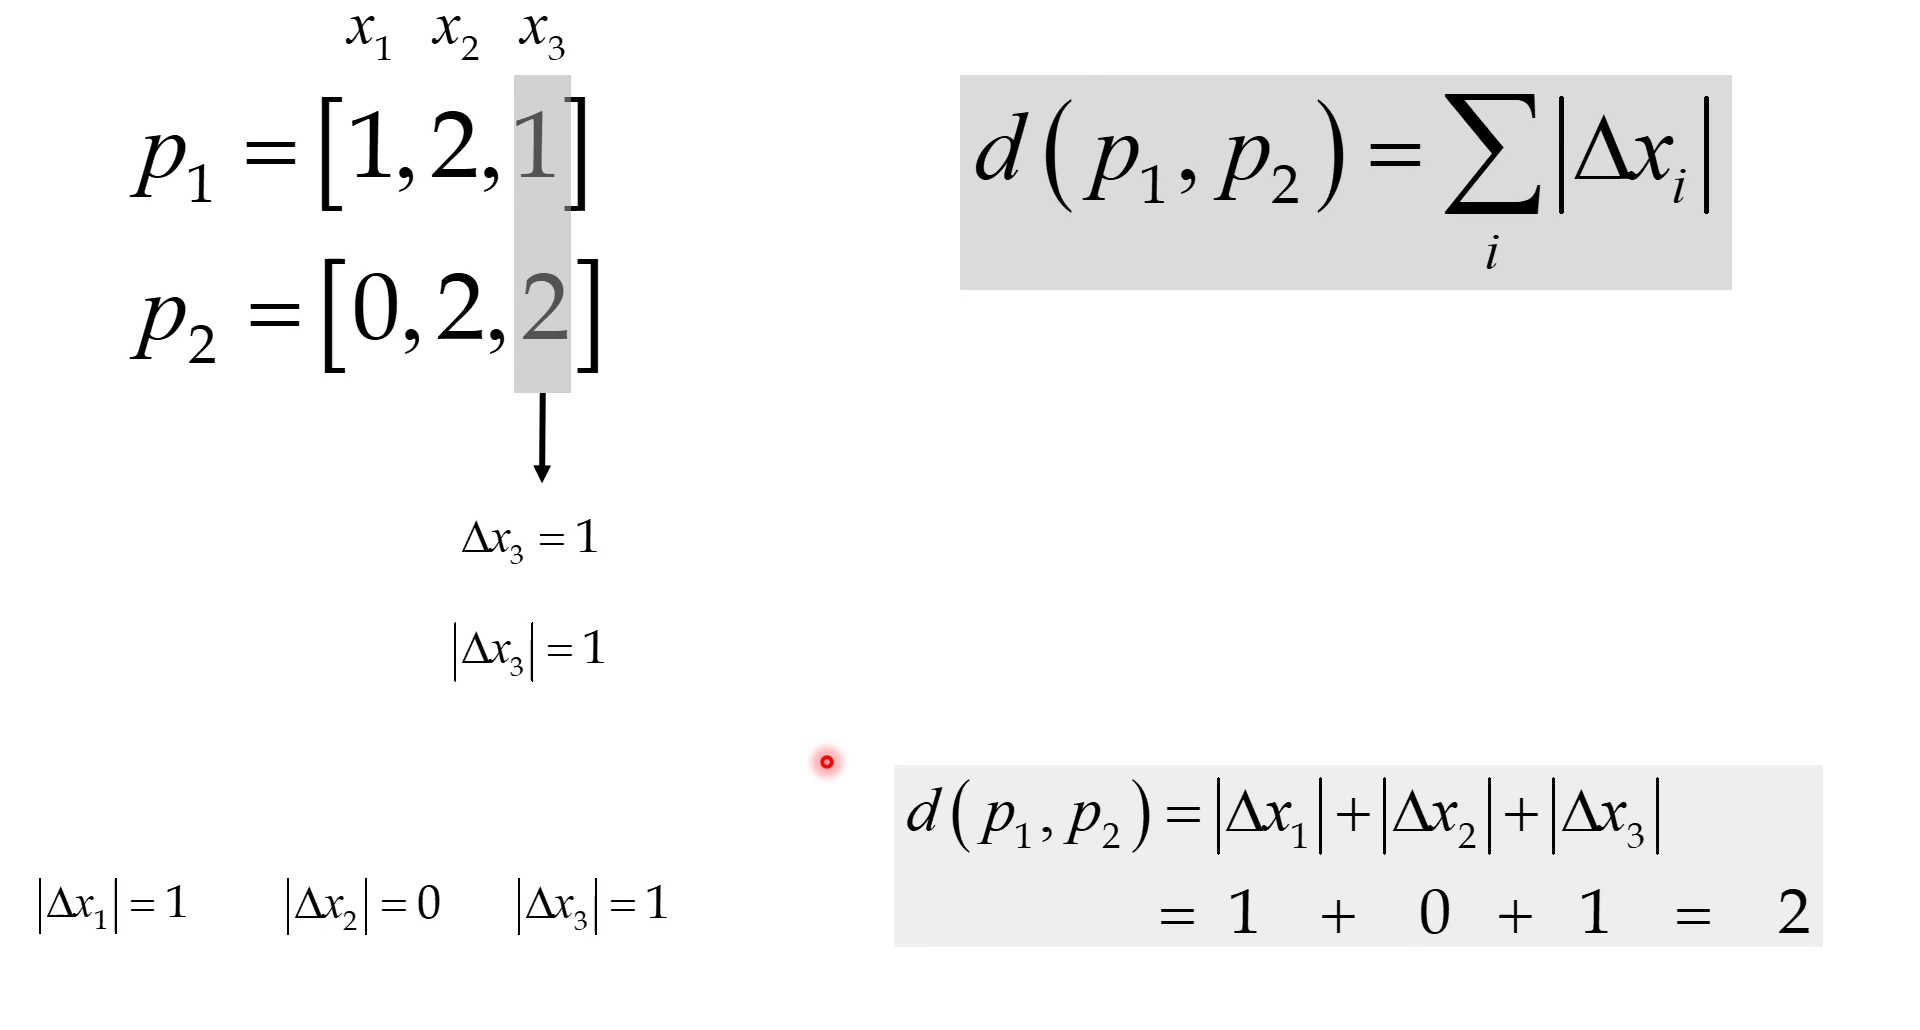 x₁ x₂ x₃
p₁ = [1, 2, 1]
p₂ = [0, 2, 2]
d(p₁, p₂) = ∑ᵢ |Δxᵢ|
Δx₃ = 1
|Δx₃| = 1
|Δx₁| = 1 |Δx₂| = 0 |Δx₃| = 1
d(p₁, p₂) = |Δx₁| + |Δx₂| + |Δx₃|
= 1 + 0 + 1 = 2